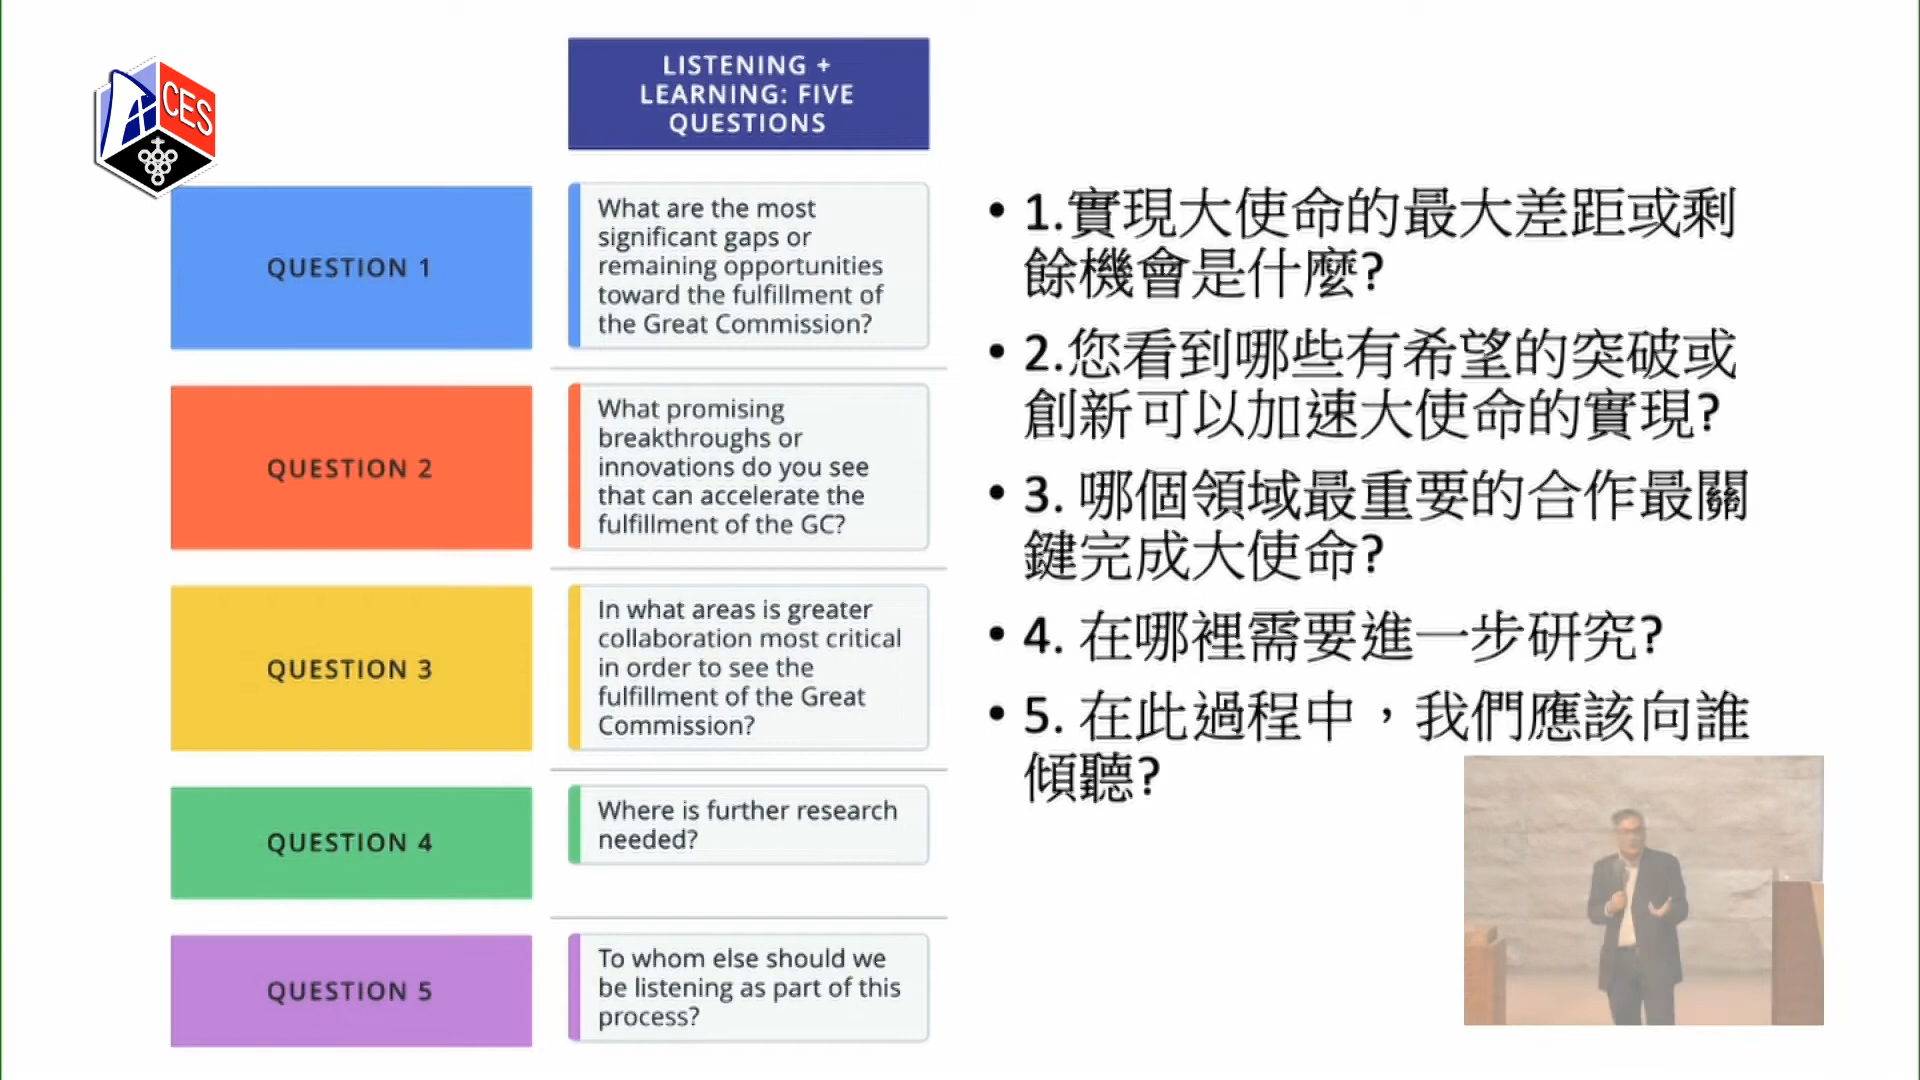 CES
LISTENING +
LEARNING: FIVE
QUESTIONS
QUESTION 1
What are the most
significant gaps or
remaining opportunities
toward the fulfillment of
the Great Commission?
QUESTION 2
What promising
breakthroughs or
innovations do you see
that can accelerate the
fulfillment of the GC?
QUESTION 3
In what areas is greater
collaboration most critical
in order to see the
fulfillment of the Great
Commission?
QUESTION 4
Where is further research
needed?
QUESTION 5
To whom else should we
be listening as part of this
process?
• 1.實現大使命的最大差距或剩
餘機會是什麼?
• 2.您看到哪些有希望的突破或
創新可以加速大使命的實現?
• 3. 哪個領域最重要的合作最關
鍵完成大使命?
• 4. 在哪裡需要進一步研究?
• 5. 在此過程中，我們應該向誰
傾聽?